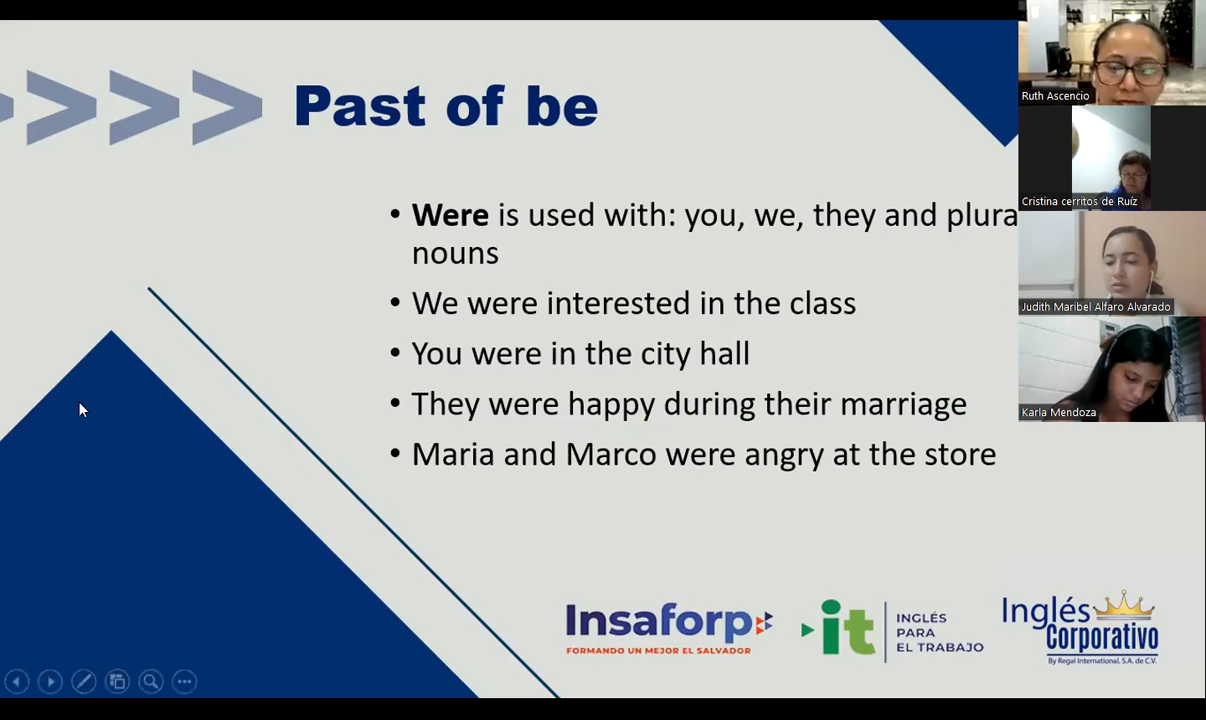 Past of be
• Were is used with: you, we, they and plura
nouns
• We were interested in the class
• You were in the city hall
• They were happy during their marriage
• Maria and Marco were angry at the store
Insaforp
FORMANDO UN MEJOR EL SALVADOR
it
INGLÉS
PARA
EL TRABAJO
Inglés
Corporativo
By Regal International, S.A. de C.V.
Ruth Ascencio
Cristina cerritos de Ruíz
Judith Maribel Alfaro Alvarado
Karla Mendoza